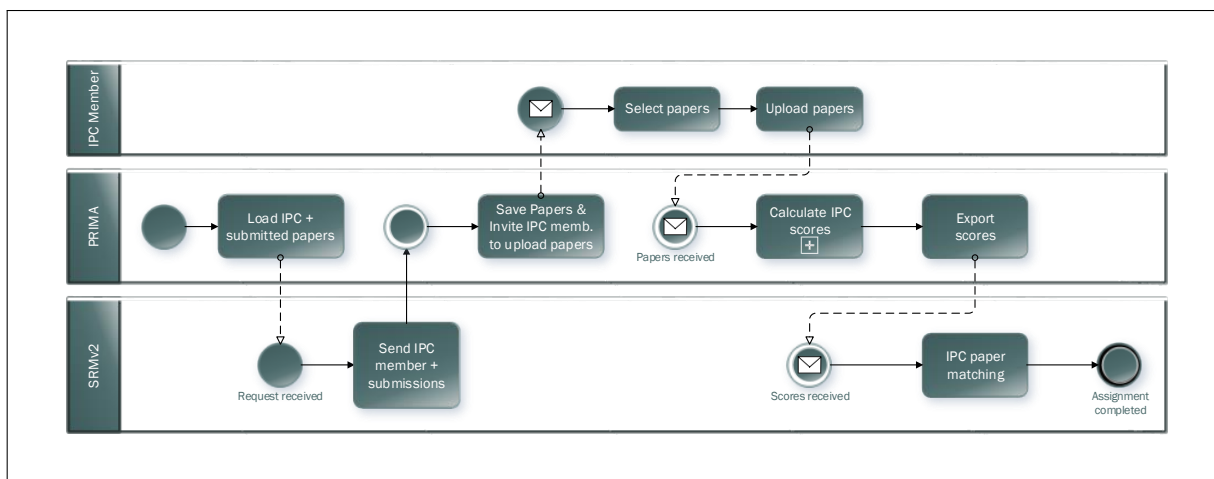 IPC Member
Select papers
Upload papers
PRIMA
Load IPC +
submitted papers
Save Papers &
Invite IPC memb.
to upload papers
Papers received
Calculate IPC
scores
Export
scores
SRMv2
Request received
Send IPC
member +
submissions
Scores received
IPC paper
matching
Assignment
completed